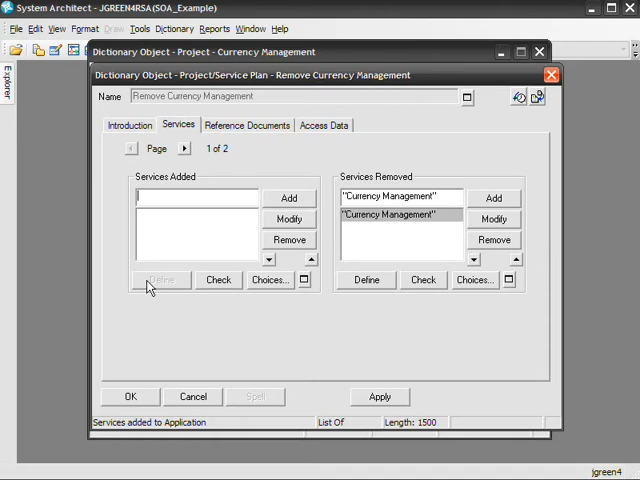 System Architect - JGREEN4RSA(SOA_Example)
File Edit View Format Draw Tools Dictionary Reports Window Help
Explorer
Dictionary Object - Project - Currency Management
Dictionary Object - Project/Service Plan - Remove Currency Management
Name Remove Currency Management
Introduction Services Reference Documents Access Data
Page 1 of 2
Services Added Services Removed
Add "Currency Management" Add
Modify "Currency Management" Modify
Remove Remove
Define Check Choices... Define Check Choices...
OK Cancel Spell Apply
Services added to Application List Of Length: 1500
jgreen4